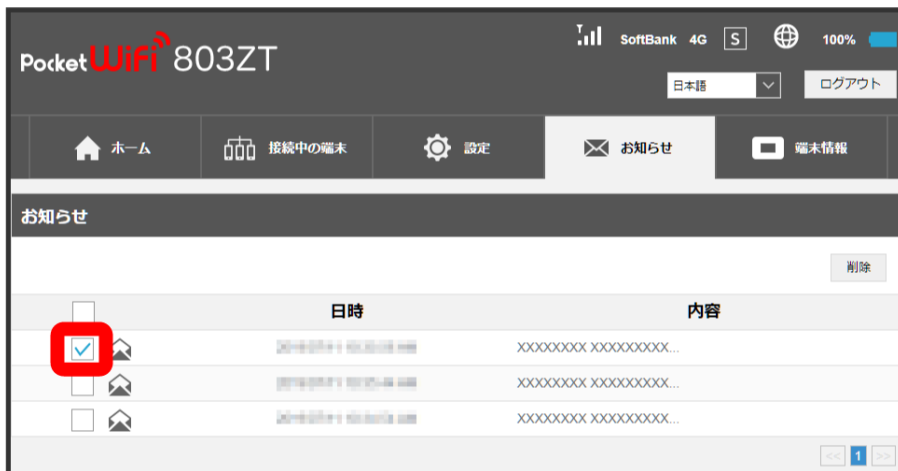 SoftBank 4G S 100%
Pocket WiFi 803ZT
日本語 ログアウト
ホーム 接続中の端末 設定 お知らせ 端末情報
お知らせ
削除
日時 内容
XXXXXXXX XXXXXXXXX...
XXXXXXXX XXXXXXXXX...
XXXXXXXX XXXXXXXXX...
<< 1 >>